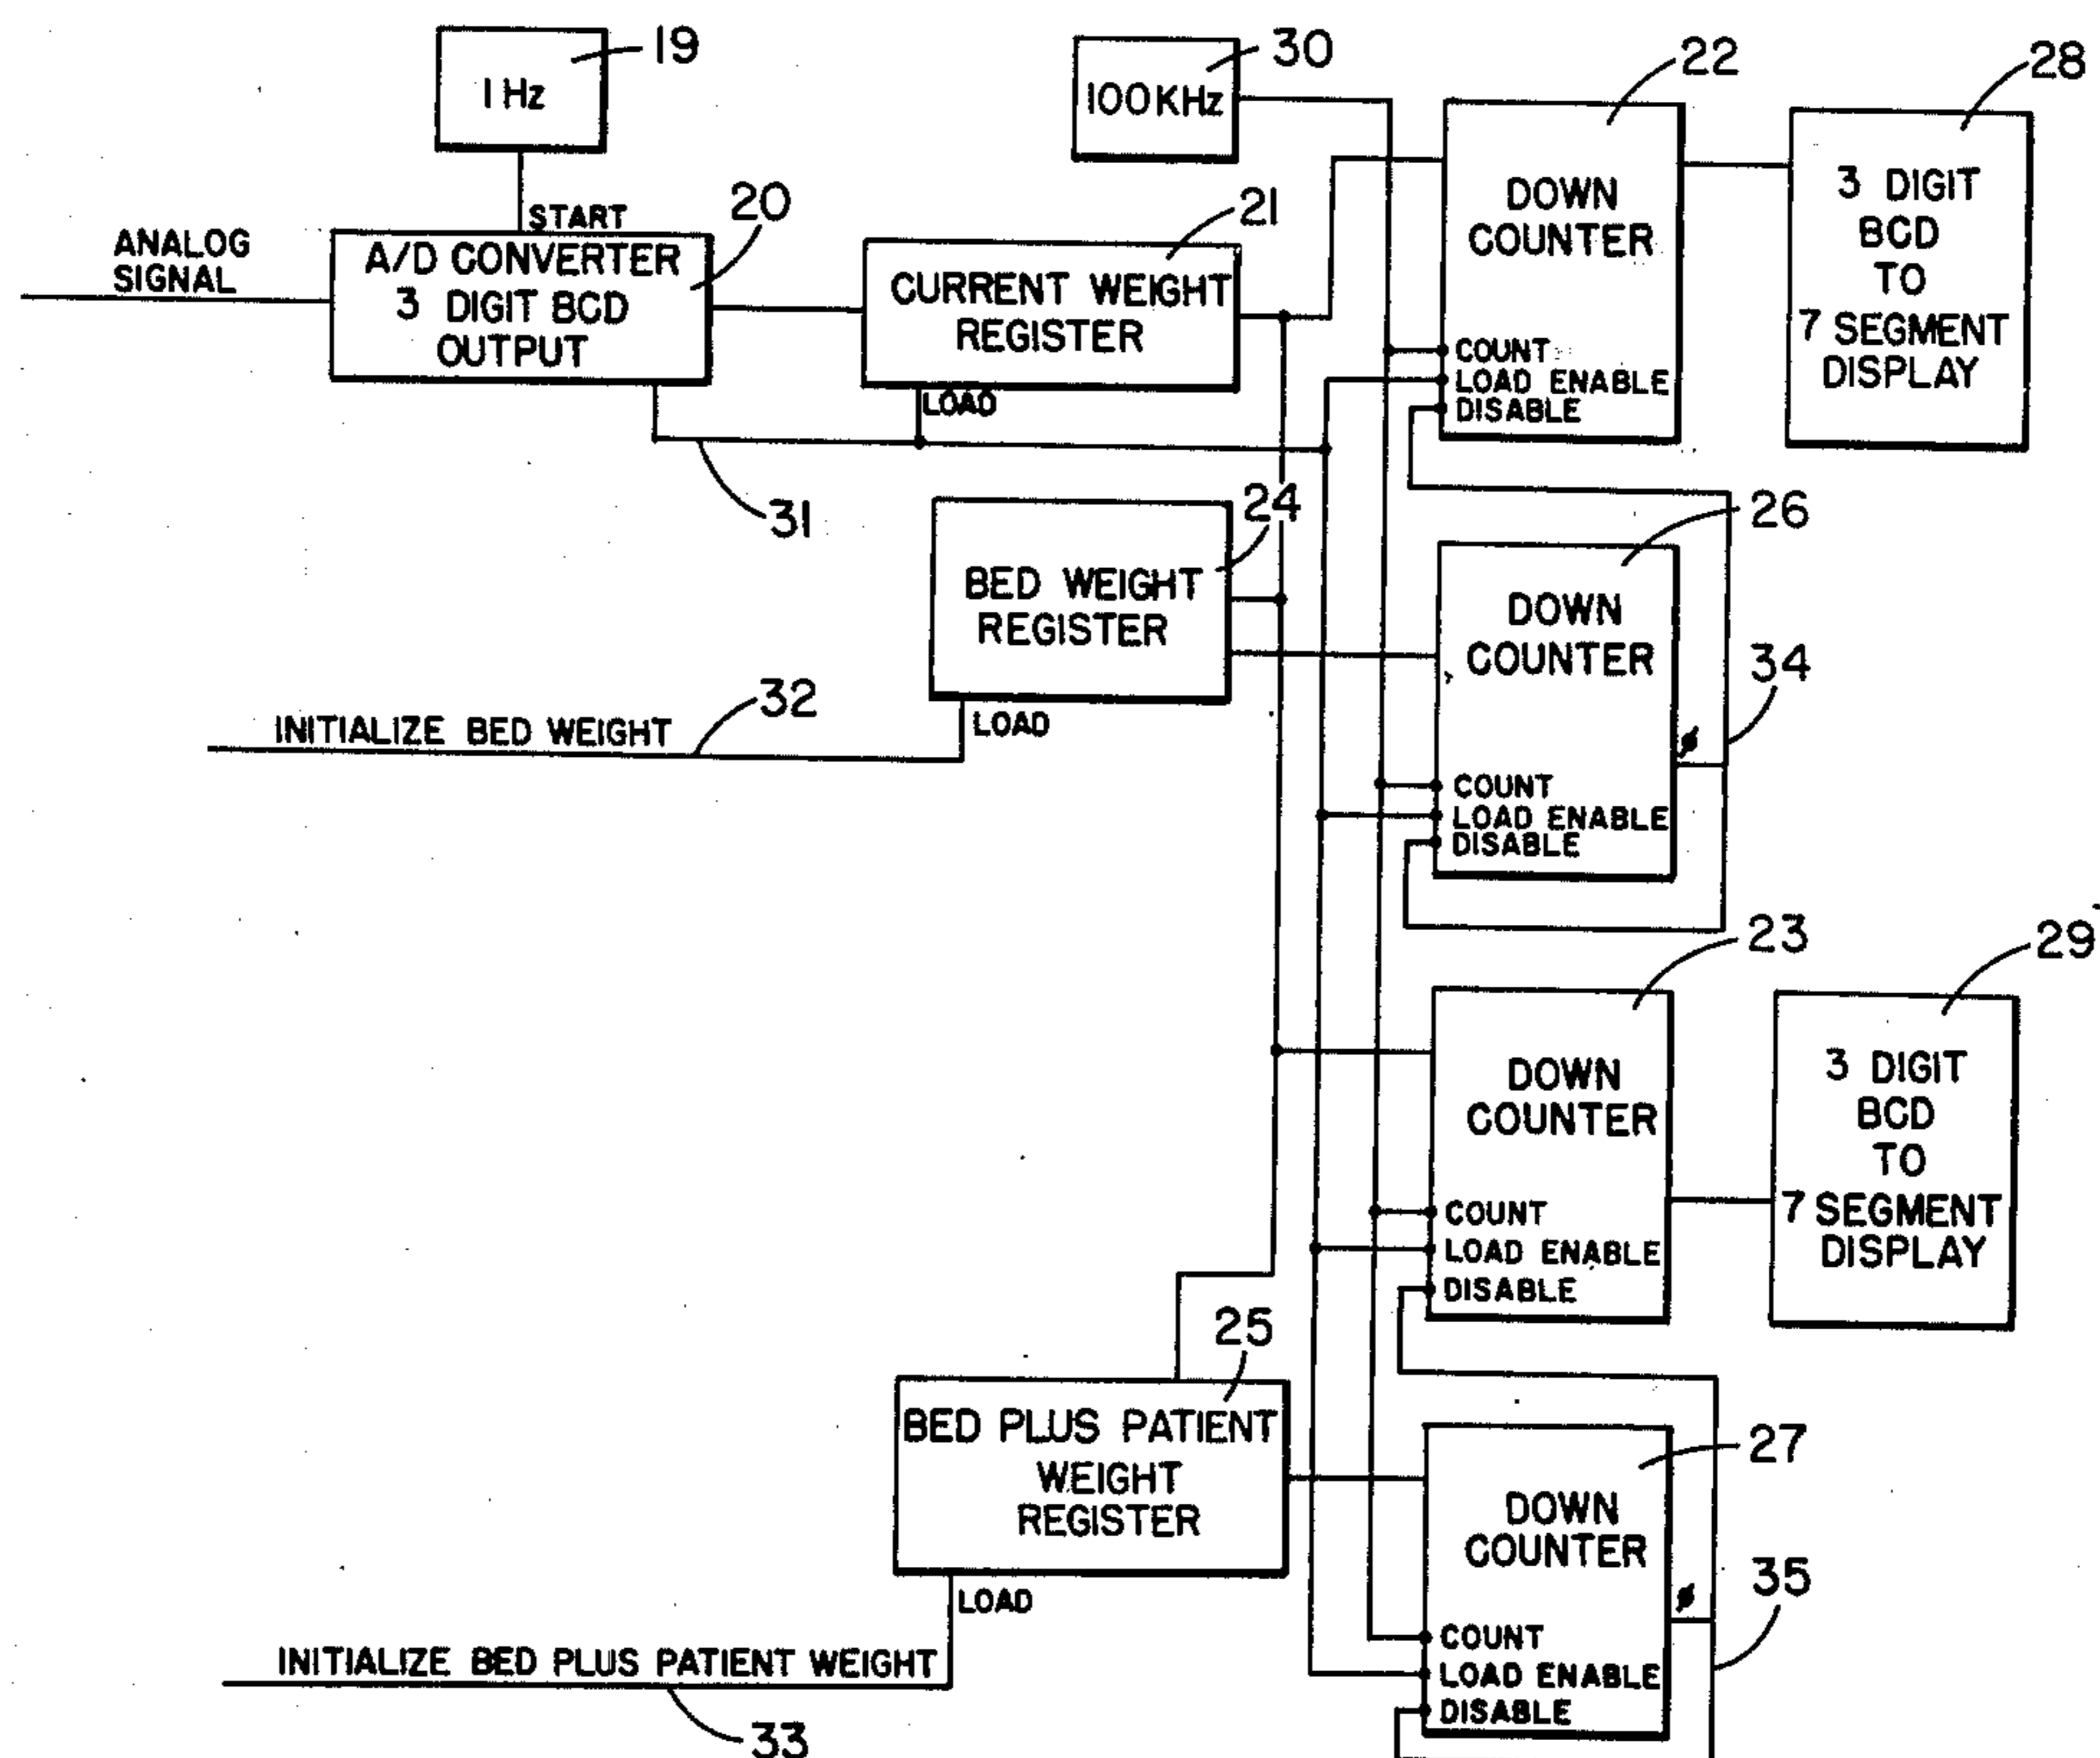 19
1 Hz
START
ANALOG
SIGNAL
A/D CONVERTER
3 DIGIT BCD
OUTPUT
20
CURRENT WEIGHT
REGISTER
21
LOAD
31
30
100KHz
22
DOWN
COUNTER
COUNT
LOAD ENABLE
DISABLE
28
3 DIGIT
BCD
TO
7 SEGMENT
DISPLAY
24
BED WEIGHT
REGISTER
LOAD
INITIALIZE BED WEIGHT
32
26
DOWN
COUNTER
COUNT
LOAD ENABLE
DISABLE
ϕ
34
23
DOWN
COUNTER
COUNT
LOAD ENABLE
DISABLE
29
3 DIGIT
BCD
TO
7 SEGMENT
DISPLAY
25
BED PLUS PATIENT
WEIGHT
REGISTER
LOAD
INITIALIZE BED PLUS PATIENT WEIGHT
33
27
DOWN
COUNTER
COUNT
LOAD ENABLE
DISABLE
ϕ
35